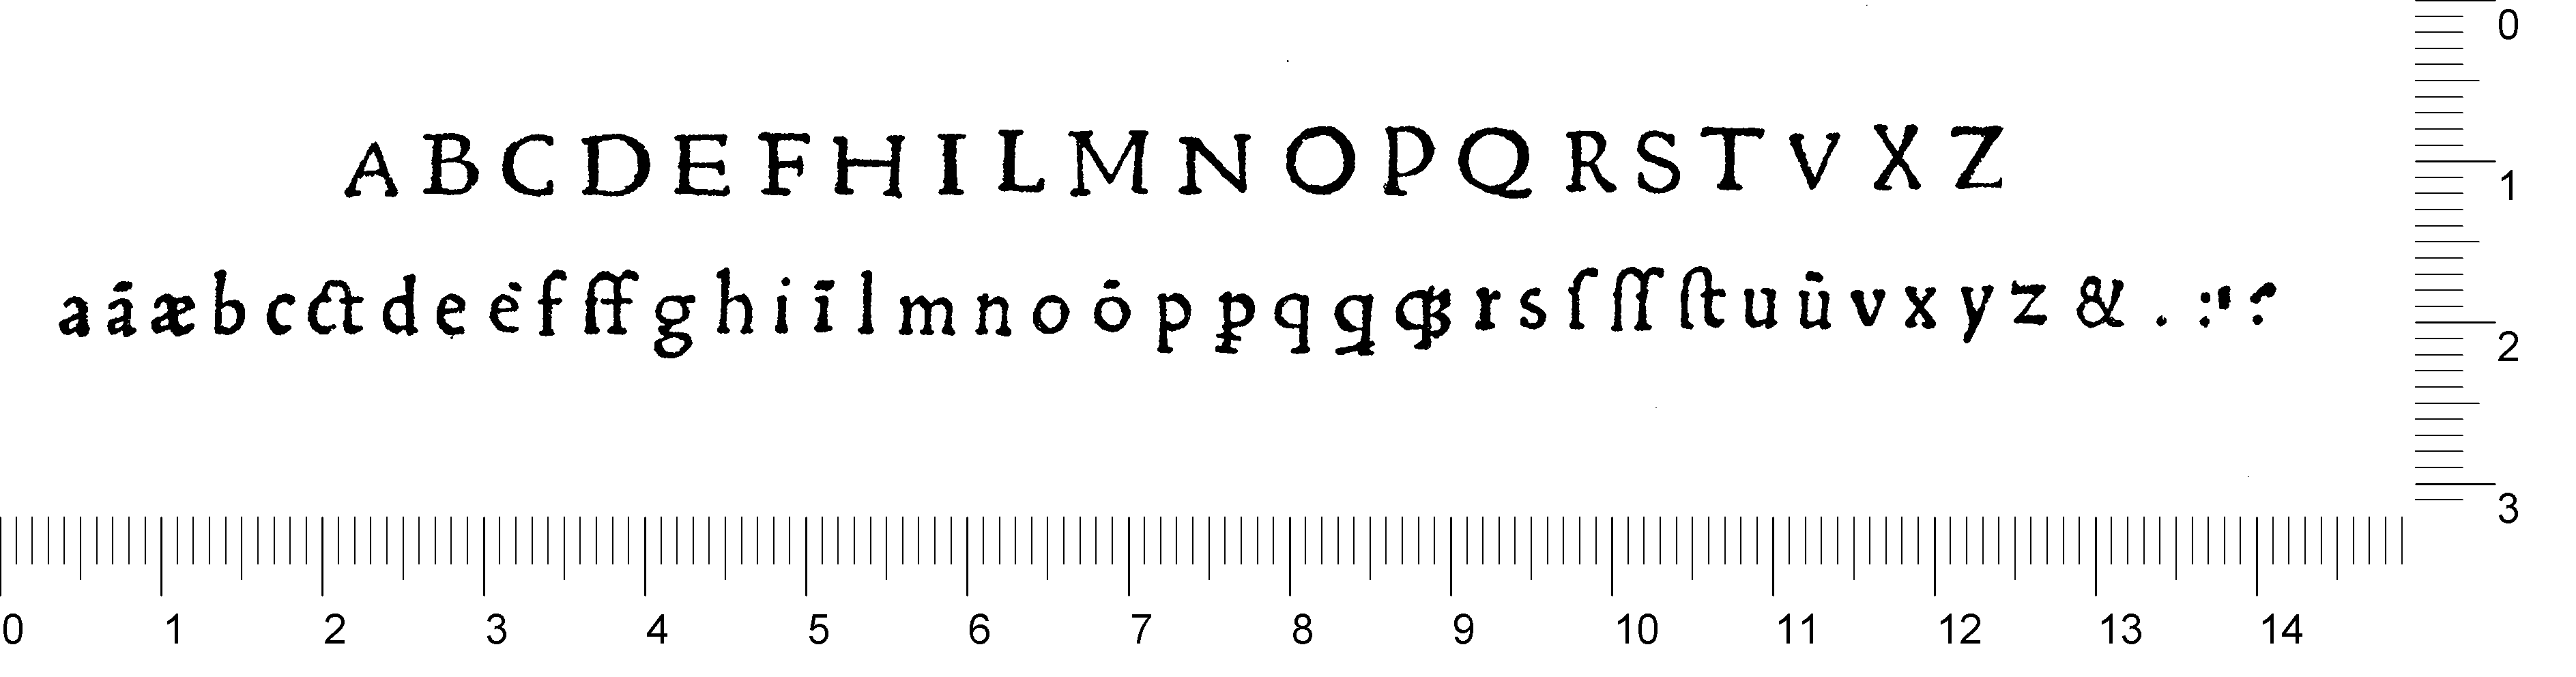 A B C D E F H I L M N O P Q R S T V X Z
a ā æ b c ct d e ē f ff g h i ī l m n o ō p ꝑ q ꝗ qꝫ r s ſ ſſ ſt u ū v x y z & . : ?
0 1 2 3 4 5 6 7 8 9 10 11 12 13 14
0
1
2
3